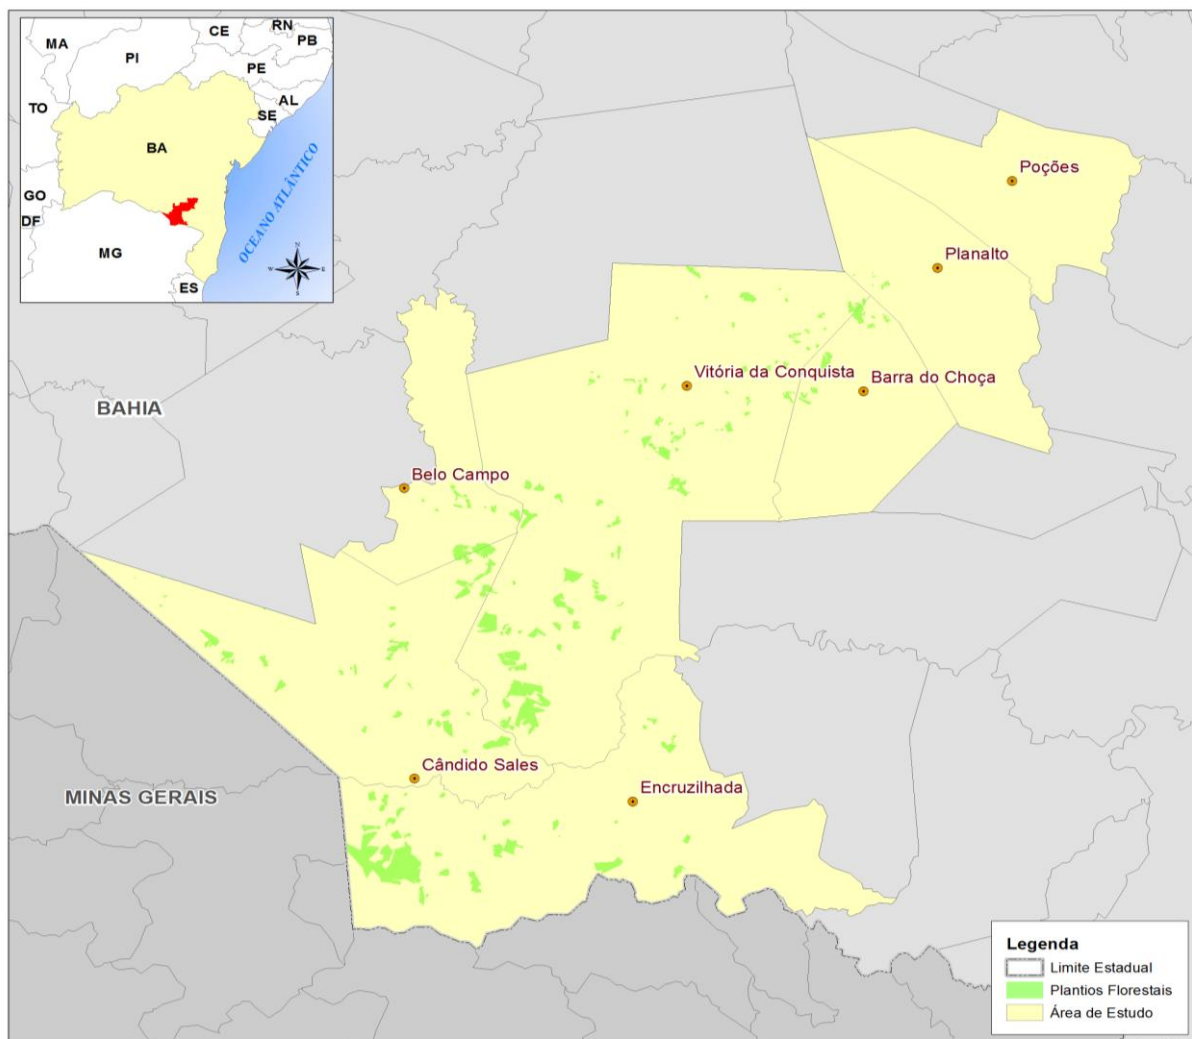 RN
CE
MA
PB
PI
PE
TO
AL
SE
BA
OCEANO ATLÂNTICO
GO
DF
MG
N
W
E
S
ES
Poções
Planalto
Vitória da Conquista
Barra do Choça
BAHIA
Belo Campo
Cândido Sales
Encruzilhada
MINAS GERAIS
Legenda
Limite Estadual
Plantios Florestais
Área de Estudo